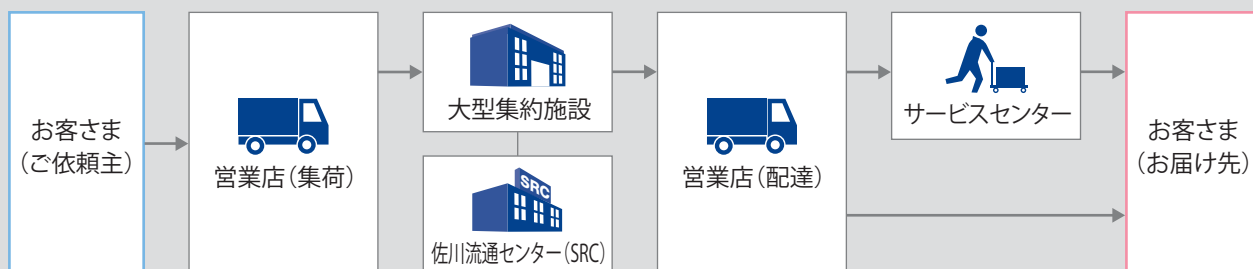 お客さま
（ご依頼主）
営業店（集荷）
大型集約施設
SRC
佐川流通センター（SRC）
営業店（配達）
サービスセンター
お客さま
（お届け先）